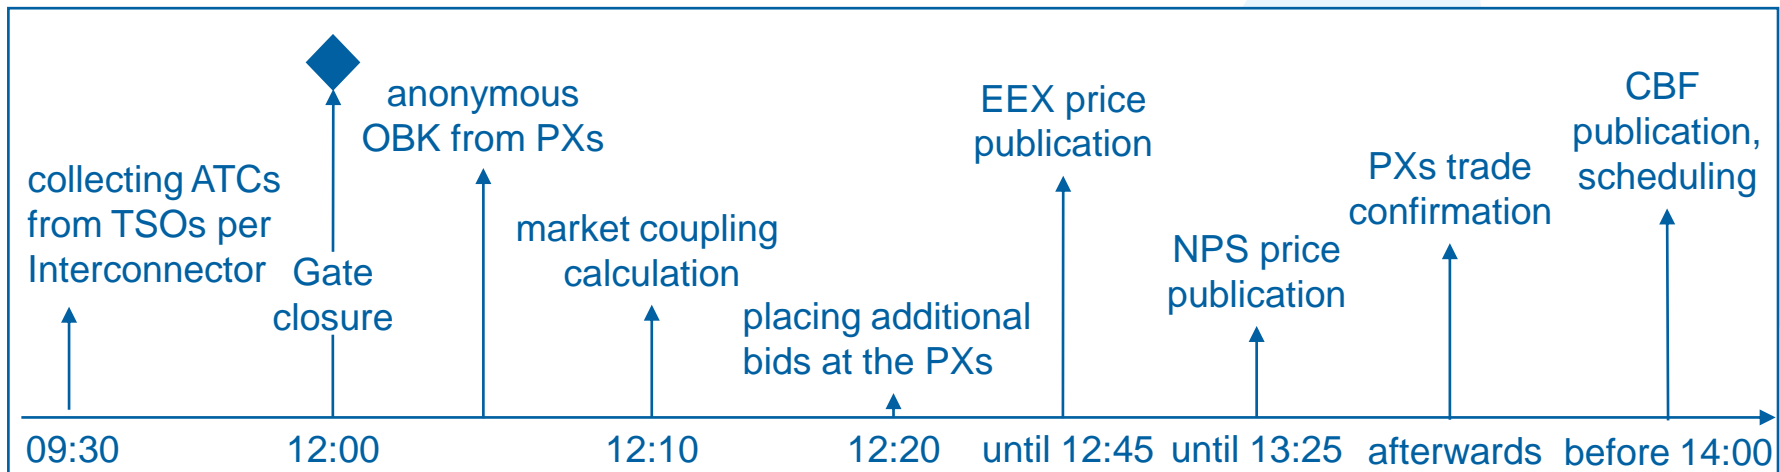 collecting ATCs
from TSOs per
Interconnector
Gate
closure
anonymous
OBK from PXs
market coupling
calculation
placing additional
bids at the PXs
EEX price
publication
NPS price
publication
PXs trade
confirmation
CBF
publication,
scheduling
09:30
12:00
12:10
12:20
until 12:45
until 13:25
afterwards
before 14:00